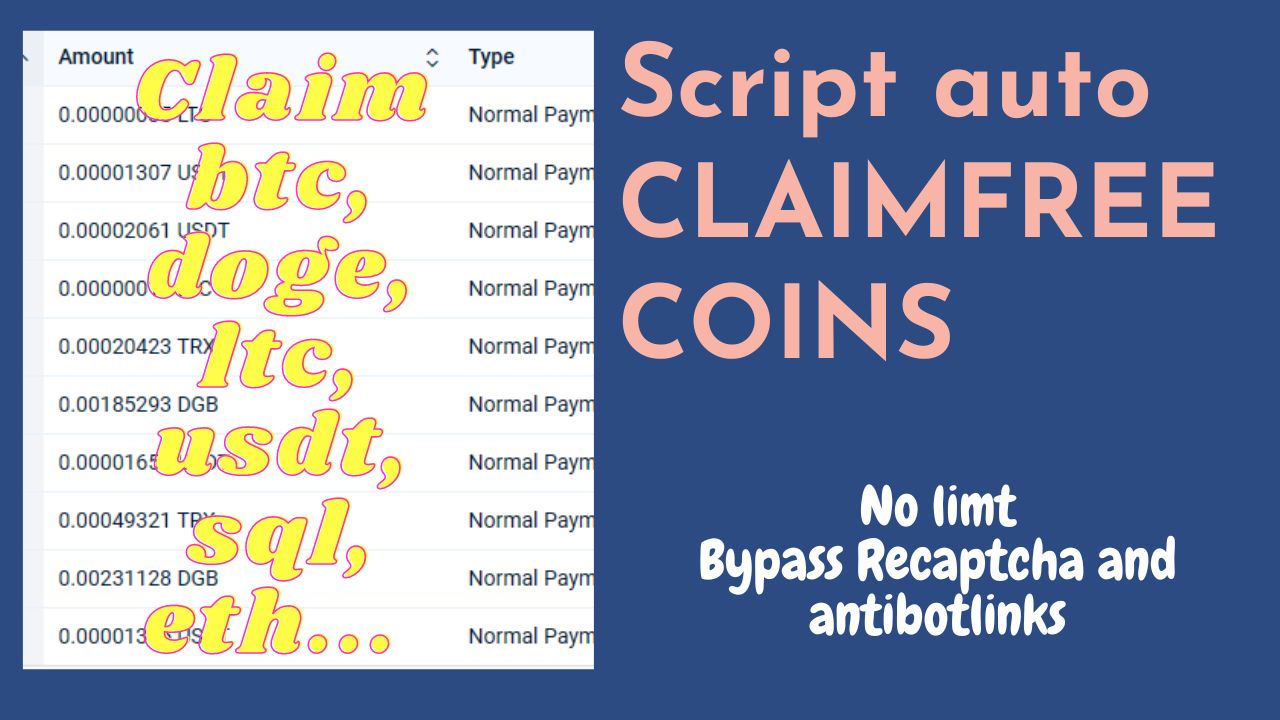 Amount Type
Claim
Normal Paym
0.00001307 Normal Paym
btc,
0.00002061 USDT Normal Paym
doge,
Normal Paym
0.00020423 TRX Normal Paym
ltc,
0.00185293 DGB Normal Paym
usdt,
Normal Paym
0.00049321 TRX Normal Paym
sql,
0.00231128 DGB Normal Paym
eth...
Normal Paym
Script auto
CLAIMFREE
COINS
No limt
Bypass Recaptcha and
antibotlinks